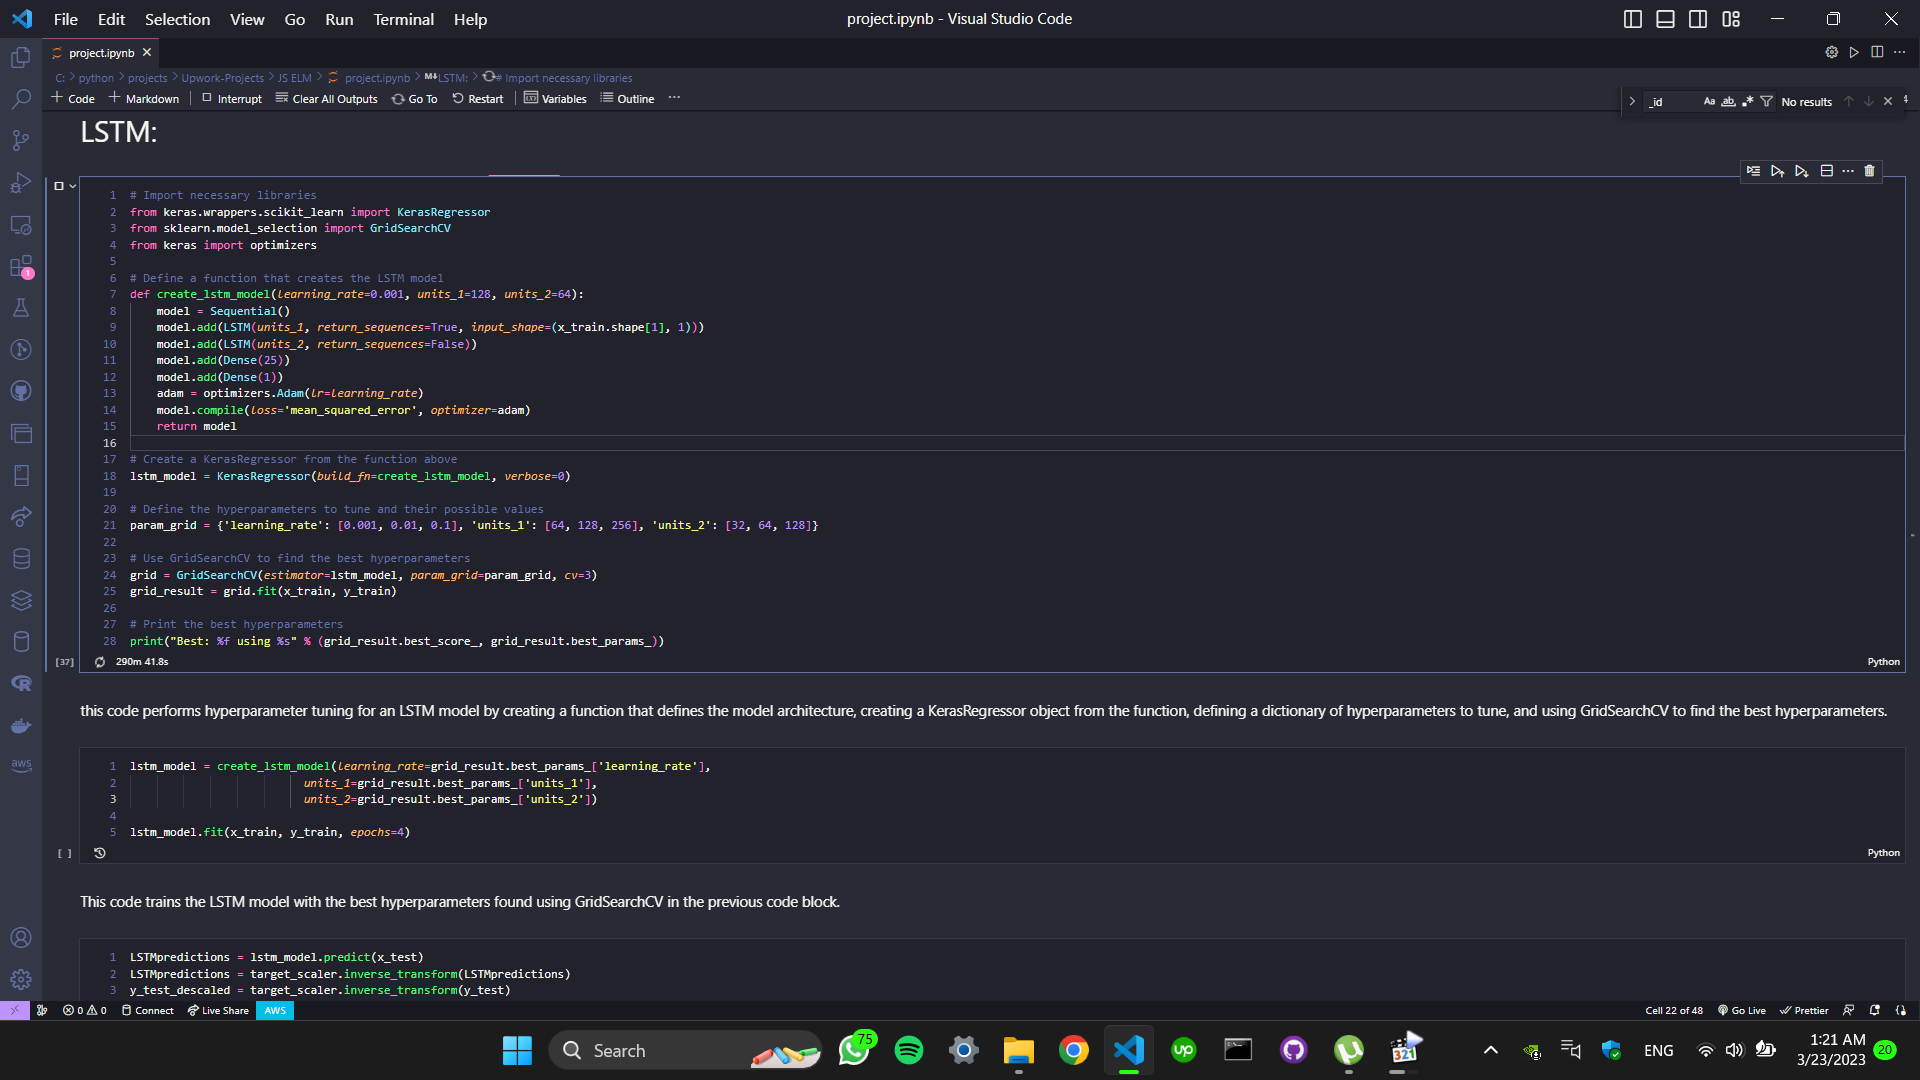 File Edit Selection View Go Run Terminal Help
project.ipynb - Visual Studio Code
project.ipynb
C: > python > projects > Upwork-Projects > JS ELM > project.ipynb > M↓LSTM: > # Import necessary libraries
+ Code + Markdown | Interrupt Clear All Outputs Go To Restart | Variables Outline ...
_id Aa ab .* No results
LSTM:
1 # Import necessary libraries
2 from keras.wrappers.scikit_learn import KerasRegressor
3 from sklearn.model_selection import GridSearchCV
4 from keras import optimizers
5
6 # Define a function that creates the LSTM model
7 def create_lstm_model(learning_rate=0.001, units_1=128, units_2=64):
8     model = Sequential()
9     model.add(LSTM(units_1, return_sequences=True, input_shape=(x_train.shape[1], 1)))
10     model.add(LSTM(units_2, return_sequences=False))
11     model.add(Dense(25))
12     model.add(Dense(1))
13     adam = optimizers.Adam(lr=learning_rate)
14     model.compile(loss='mean_squared_error', optimizer=adam)
15     return model
16
17 # Create a KerasRegressor from the function above
18 lstm_model = KerasRegressor(build_fn=create_lstm_model, verbose=0)
19
20 # Define the hyperparameters to tune and their possible values
21 param_grid = {'learning_rate': [0.001, 0.01, 0.1], 'units_1': [64, 128, 256], 'units_2': [32, 64, 128]}
22
23 # Use GridSearchCV to find the best hyperparameters
24 grid = GridSearchCV(estimator=lstm_model, param_grid=param_grid, cv=3)
25 grid_result = grid.fit(x_train, y_train)
26
27 # Print the best hyperparameters
28 print("Best: %f using %s" % (grid_result.best_score_, grid_result.best_params_))
[37] 290m 41.8s Python
this code performs hyperparameter tuning for an LSTM model by creating a function that defines the model architecture, creating a KerasRegressor object from the function, defining a dictionary of hyperparameters to tune, and using GridSearchCV to find the best hyperparameters.
1 lstm_model = create_lstm_model(learning_rate=grid_result.best_params_['learning_rate'],
2                           units_1=grid_result.best_params_['units_1'],
3                           units_2=grid_result.best_params_['units_2'])
4
5 lstm_model.fit(x_train, y_train, epochs=4)
[ ] Python
This code trains the LSTM model with the best hyperparameters found using GridSearchCV in the previous code block.
1 LSTMpredictions = lstm_model.predict(x_test)
2 LSTMpredictions = target_scaler.inverse_transform(LSTMpredictions)
3 y_test_descaled = target_scaler.inverse_transform(y_test)
1
aws
0 0 Connect Live Share AWS
Cell 22 of 48 Go Live Prettier
Search
75
up
321
ENG
1:21 AM
3/23/2023
20